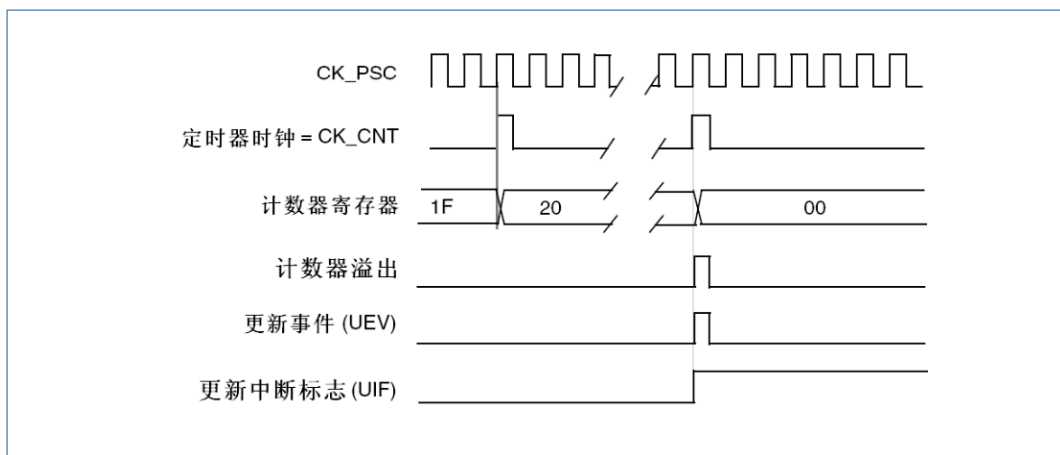 CK_PSC
定时器时钟 = CK_CNT
计数器寄存器 1F 20 00
计数器溢出
更新事件 (UEV)
更新中断标志 (UIF)